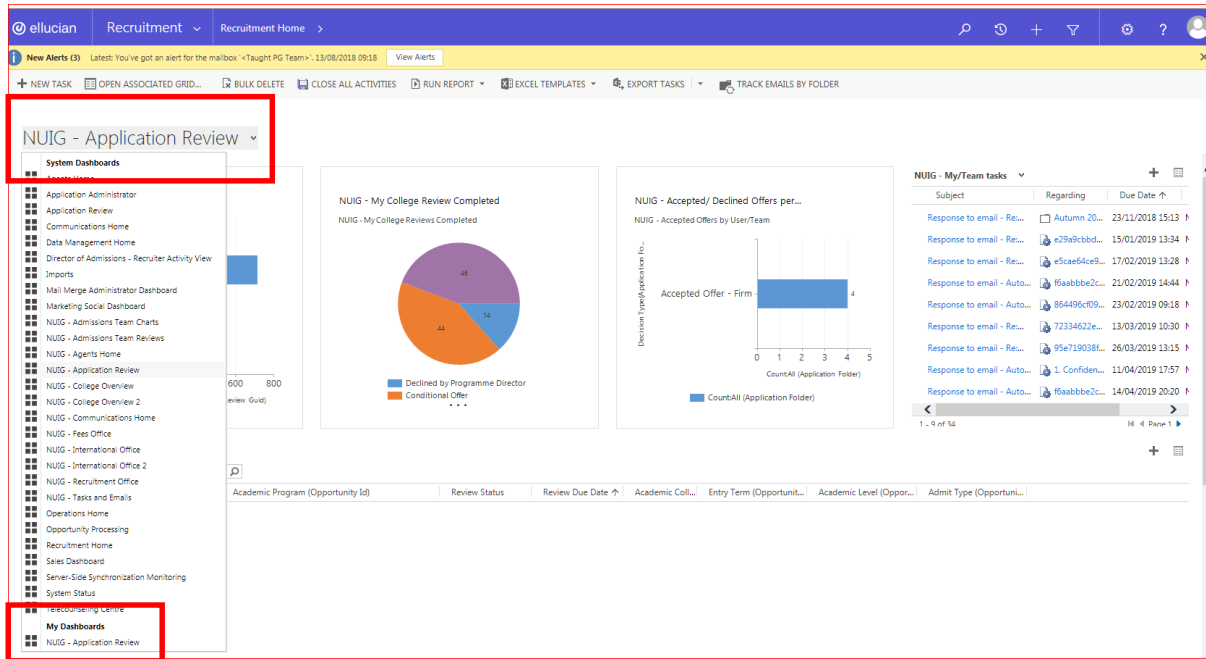 ellucian
Recruitment
Recruitment Home >
?
New Alerts (3) Latest: You've got an alert for the mailbox '<Taught PG Team>'. 13/08/2018 09:18 View Alerts
NEW TASK OPEN ASSOCIATED GRID... BULK DELETE CLOSE ALL ACTIVITIES RUN REPORT EXCEL TEMPLATES EXPORT TASKS TRACK EMAILS BY FOLDER
NUIG - Application Review
System Dashboards
Agents Home
Application Administrator
Application Review
Communications Home
Data Management Home
Director of Admissions - Recruiter Activity View
Imports
Mail Merge Administrator Dashboard
Marketing Social Dashboard
NUIG - Admissions Team Charts
NUIG - Admissions Team Reviews
NUIG - Agents Home
NUIG - Application Review
NUIG - College Overview
NUIG - College Overview 2
NUIG - Communications Home
NUIG - Fees Office
NUIG - International Office
NUIG - International Office 2
NUIG - Recruitment Office
NUIG - Tasks and Emails
Operations Home
Opportunity Processing
Recruitment Home
Sales Dashboard
Server-Side Synchronization Monitoring
System Status
Telecounseling Centre
My Dashboards
NUIG - Application Review
600 800
NUIG - My College Review Completed
NUIG - My College Reviews Completed
46
14
44
Declined by Programme Director
Conditional Offer
...
NUIG - Accepted/ Declined Offers per...
NUIG - Accepted Offers by User/Team
Decision Type(Application Fo...
Accepted Offer - Firm
4
0 1 2 3 4 5
Count:All (Application Folder)
Count:All (Application Folder)
NUIG - My/Team tasks
Subject Regarding Due Date ↑
Response to email - Re:... Autumn 20... 23/11/2018 15:13 N
Response to email - Re:... e29a9cbbd... 15/01/2019 13:34 N
Response to email - Re:... e5cae64ce9... 17/02/2019 13:28 N
Response to email - Auto... f6aabbbe2c... 21/02/2019 14:44 N
Response to email - Auto... 864496cf09... 23/02/2019 09:18 N
Response to email - Re:... 72334622e... 13/03/2019 10:30 N
Response to email - Re:... 95e719038f... 26/03/2019 13:15 N
Response to email - Auto... 1. Confiden... 11/04/2019 17:57 N
Response to email - Auto... f6aabbbe2c... 14/04/2019 20:20 N
1 - 9 of 34 Page 1
Academic Program (Opportunity Id) Review Status Review Due Date ↑ Academic Coll... Entry Term (Opportunit... Academic Level (Oppor... Admit Type (Opportuni...